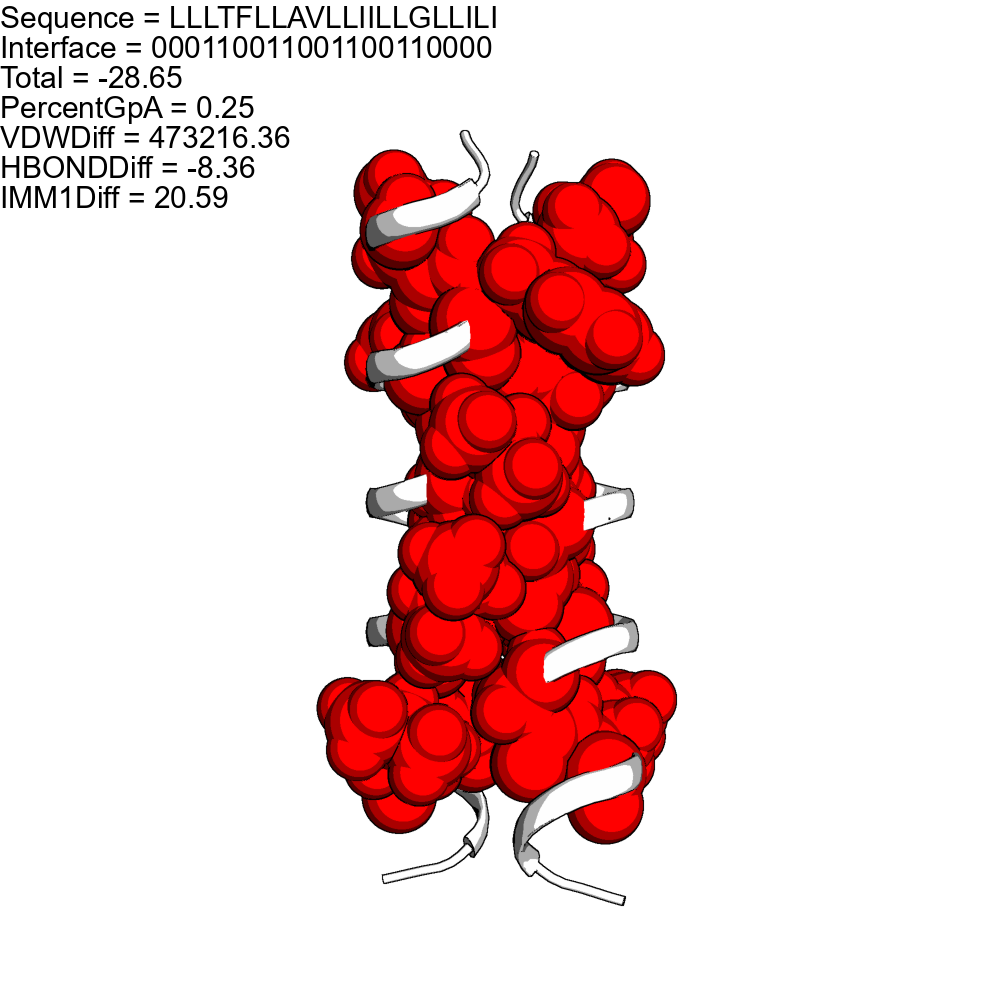 Sequence = LLLTFLLAVLLIILLGLLILI
Interface = 000110011001100110000
Total = -28.65
PercentGpA = 0.25
VDWDiff = 473216.36
HBONDDiff = -8.36
IMM1Diff = 20.59